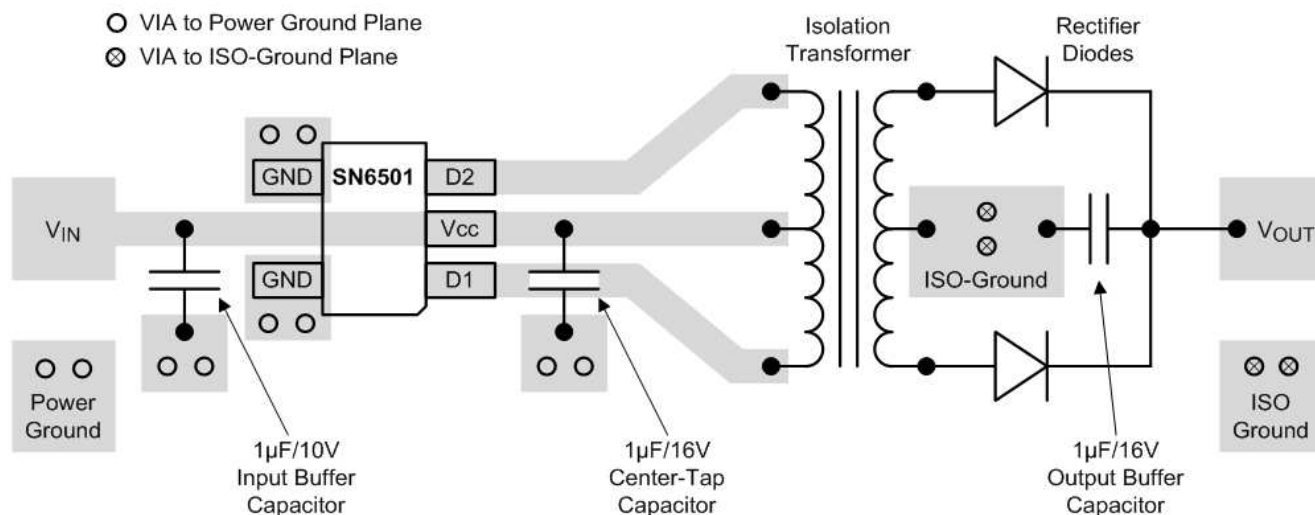 VIA to Power Ground Plane
VIA to ISO-Ground Plane
Isolation
Transformer
Rectifier
Diodes
GND
SN6501
D2
VIN
Vcc
VOUT
GND
D1
ISO-Ground
Power
Ground
ISO
Ground
1µF/10V
Input Buffer
Capacitor
1µF/16V
Center-Tap
Capacitor
1µF/16V
Output Buffer
Capacitor